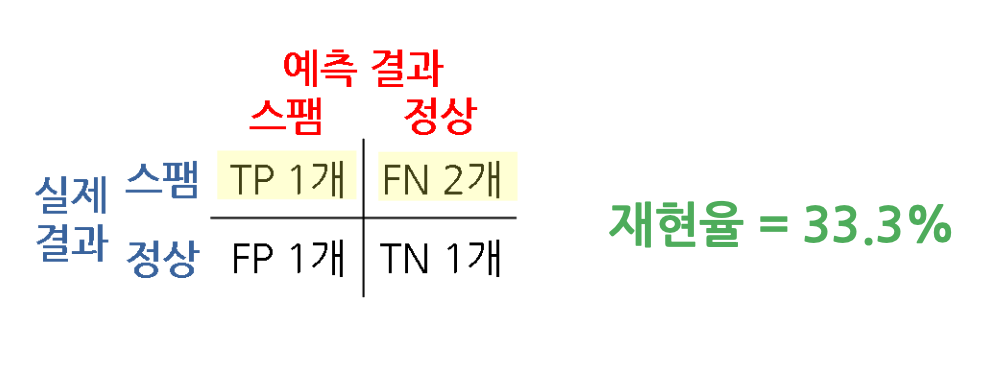 예측 결과
스팸 정상
실제 결과
스팸 TP 1개 FN 2개
정상 FP 1개 TN 1개
재현율 = 33.3%